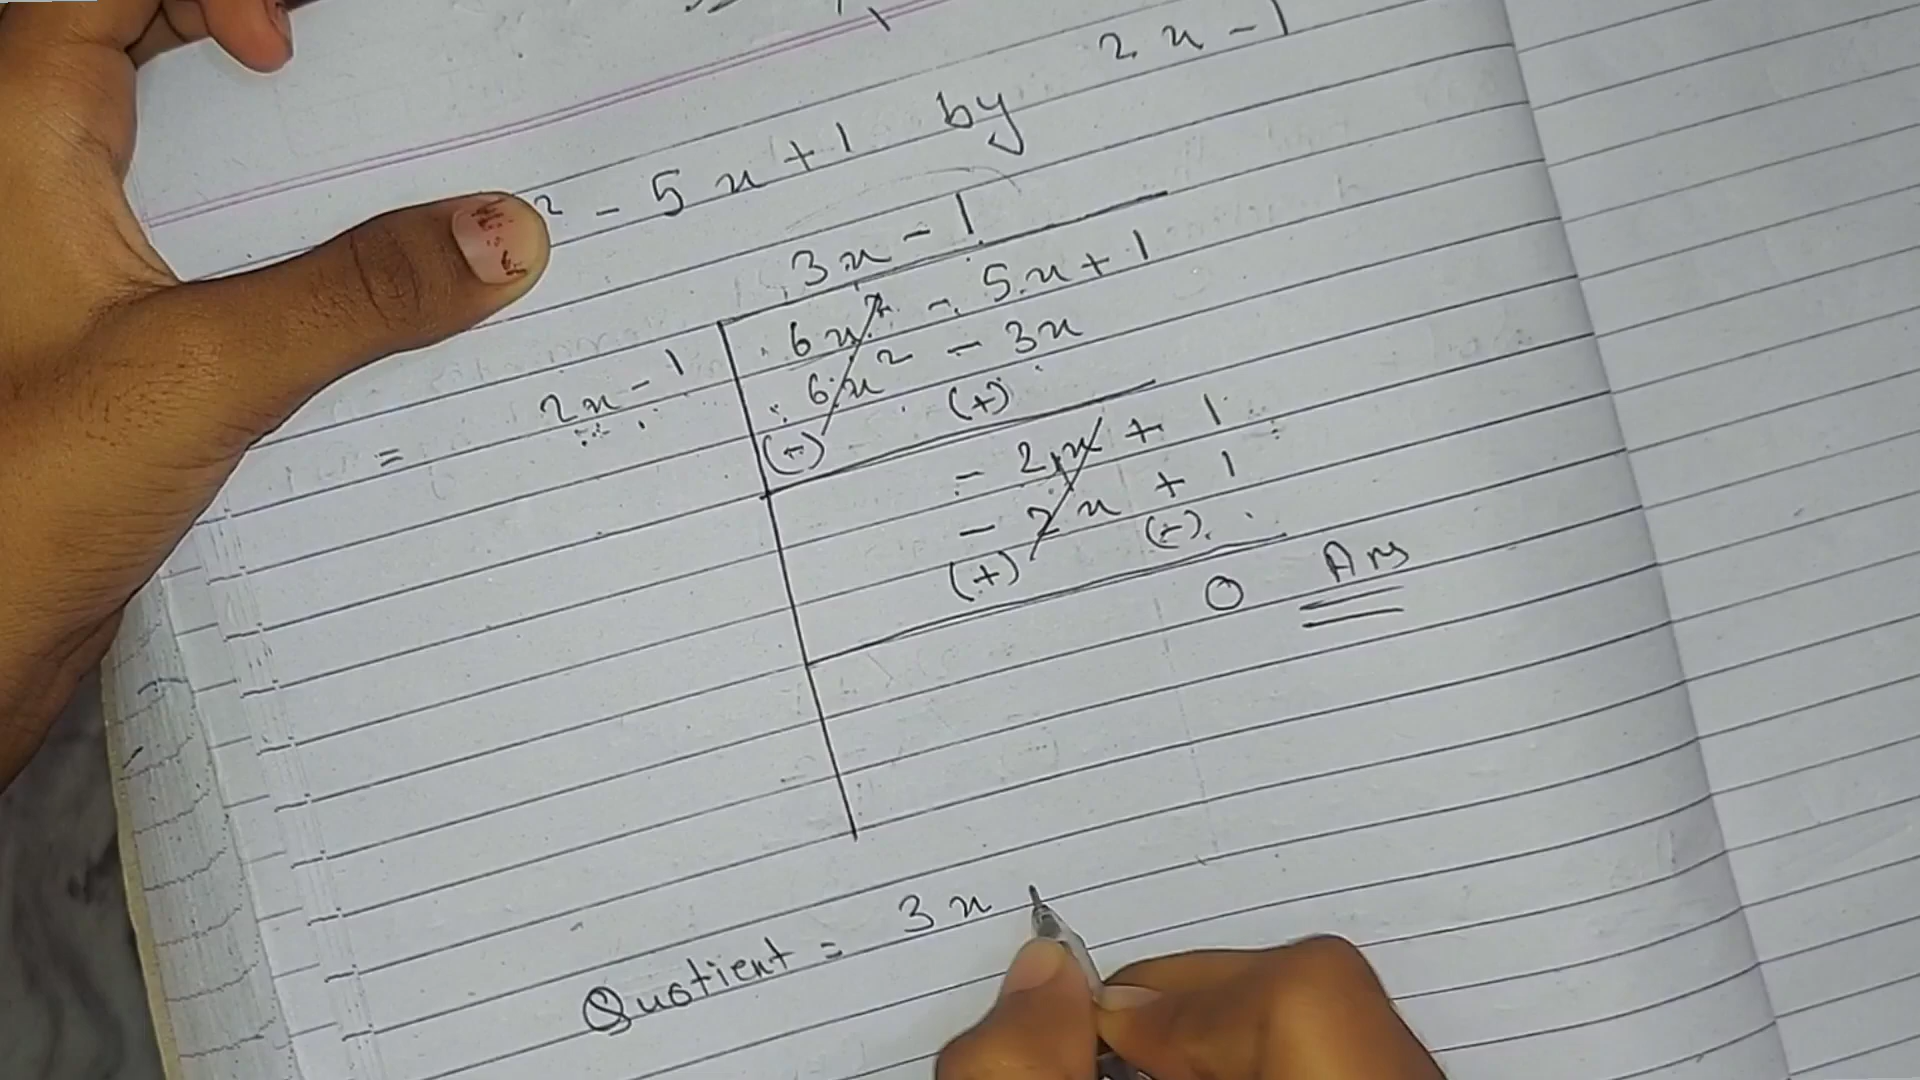 ² - 5x + 1 by 2x - 1
3x - 1
= 2x - 1 6x² - 5x + 1
6x² - 3x
(-) (+)
- 2x + 1
- 2x + 1
(+) (-)
0 Ans
Quotient = 3x